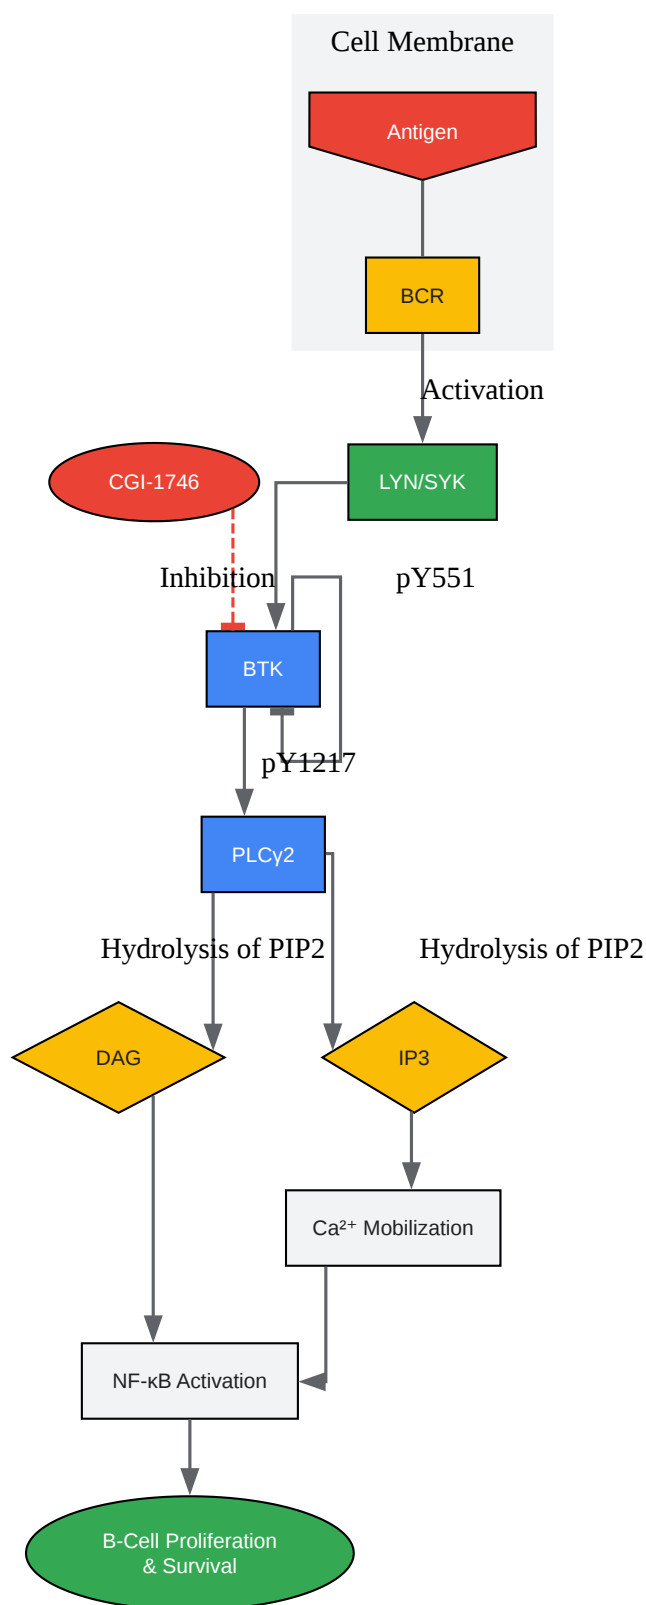 Cell Membrane
Antigen
BCR
Activation
CGI-1746
LYN/SYK
Inhibition
pY551
BTK
pY1217
PLCγ2
Hydrolysis of PIP2
Hydrolysis of PIP2
DAG
IP3
Ca²⁺ Mobilization
NF-κB Activation
B-Cell Proliferation
& Survival